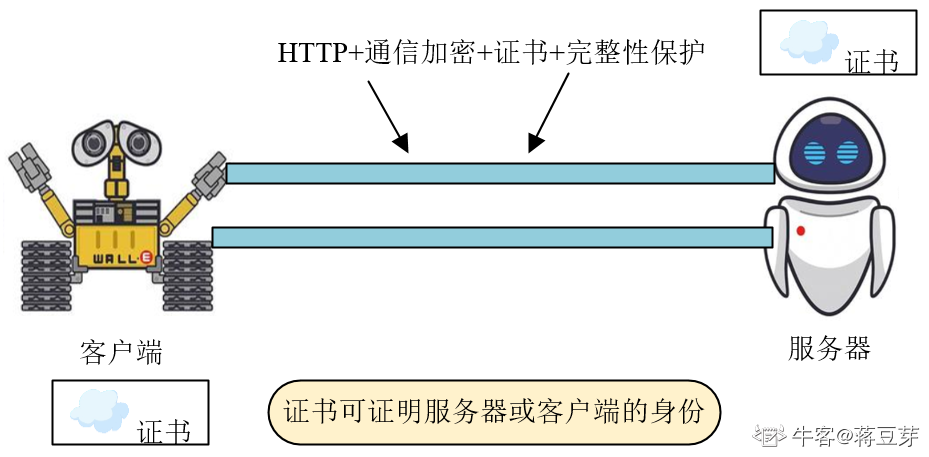 HTTP+通信加密+证书+完整性保护
证书
WALL·E
客户端
服务器
证书
证书可证明服务器或客户端的身份
牛客@蒋豆芽